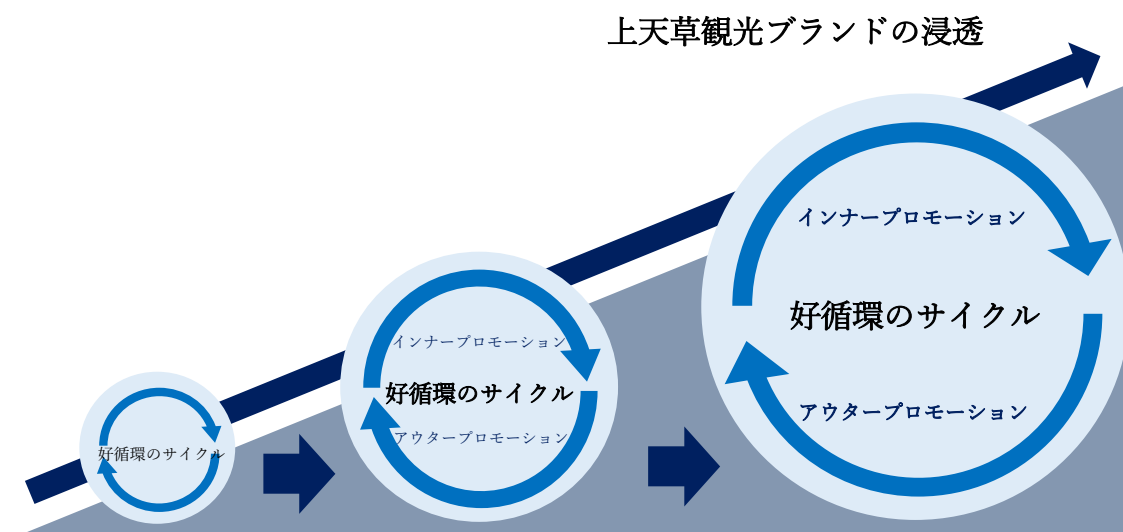 上天草観光ブランドの浸透
好循環のサイクル
インナープロモーション
好循環のサイクル
アウタープロモーション
インナープロモーション
好循環のサイクル
アウタープロモーション